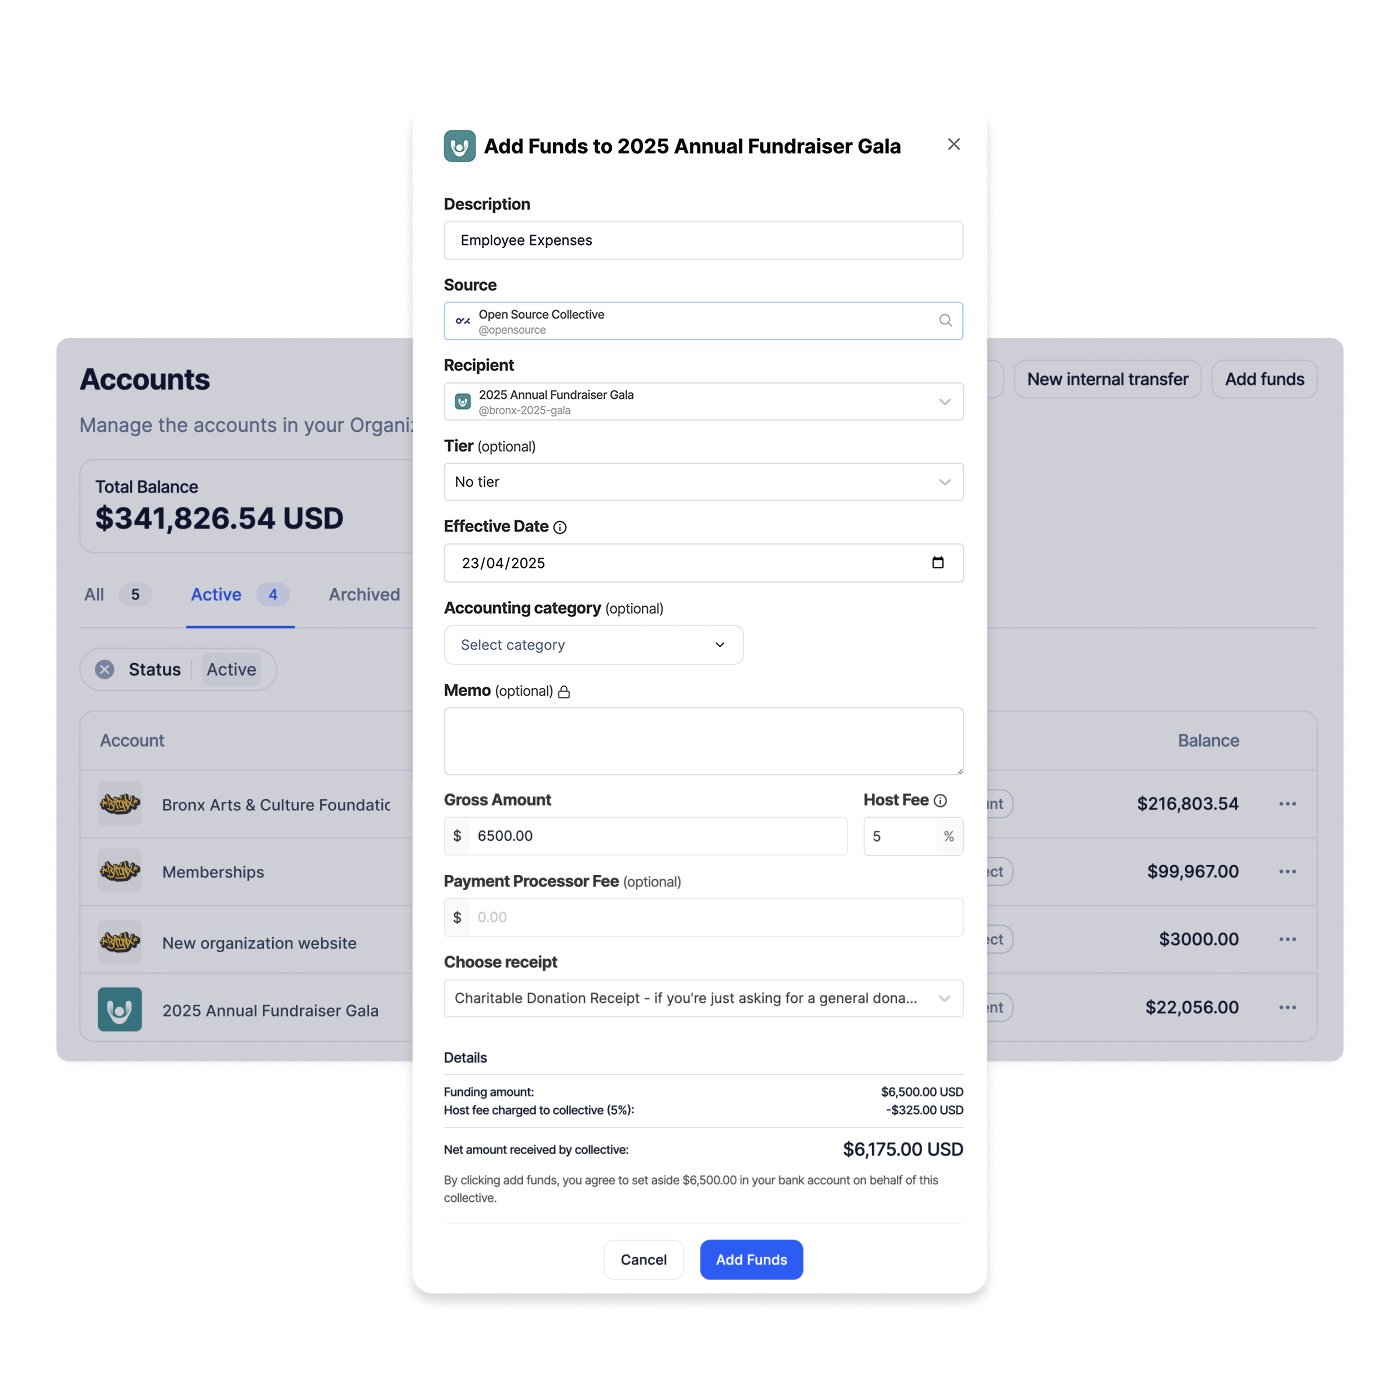 Add Funds to 2025 Annual Fundraiser Gala
Description
Employee Expenses
Source
Open Source Collective
@opensource
Recipient
2025 Annual Fundraiser Gala
@bronx-2025-gala
Tier (optional)
No tier
Effective Date
23/04/2025
Accounting category (optional)
Select category
Memo (optional)
Gross Amount
Host Fee
$ 6500.00
5 %
Payment Processor Fee (optional)
$ 0.00
Choose receipt
Charitable Donation Receipt - if you're just asking for a general dona...
Details
Funding amount: $6,500.00 USD
Host fee charged to collective (5%): -$325.00 USD
Net amount received by collective: $6,175.00 USD
By clicking add funds, you agree to set aside $6,500.00 in your bank account on behalf of this
collective.
Cancel
Add Funds
Accounts
New internal transfer
Add funds
Manage the accounts in your
Total Balance
$341,826.54 USD
All 5
Active 4
Archived
Status Active
Account
Balance
BRONX
Bronx Arts & Culture
$216,803.54
BRONX
Memberships
$99,967.00
BRONX
New organization website
$3000.00
2025 Annual Fundraiser Gala
$22,056.00